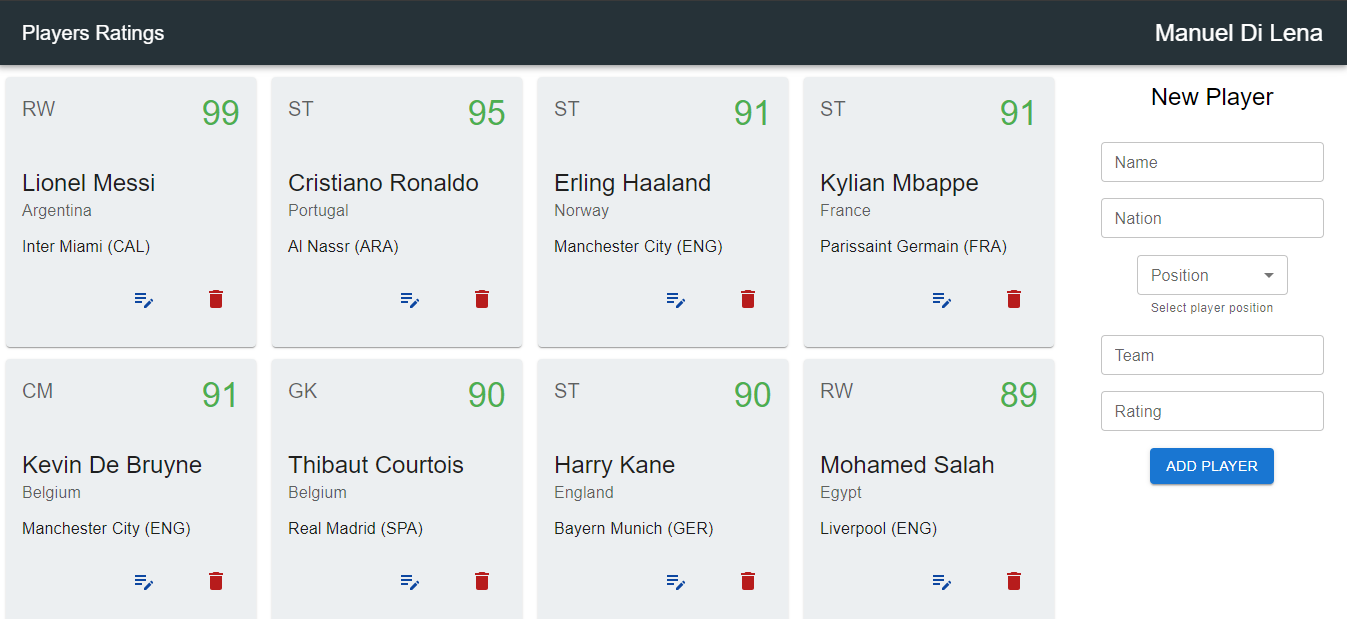 Players Ratings
Manuel Di Lena
RW
99
Lionel Messi
Argentina
Inter Miami (CAL)
ST
95
Cristiano Ronaldo
Portugal
Al Nassr (ARA)
ST
91
Erling Haaland
Norway
Manchester City (ENG)
ST
91
Kylian Mbappe
France
Parissaint Germain (FRA)
CM
91
Kevin De Bruyne
Belgium
Manchester City (ENG)
GK
90
Thibaut Courtois
Belgium
Real Madrid (SPA)
ST
90
Harry Kane
England
Bayern Munich (GER)
RW
89
Mohamed Salah
Egypt
Liverpool (ENG)
New Player
Name
Nation
Position
Select player position
Team
Rating
ADD PLAYER